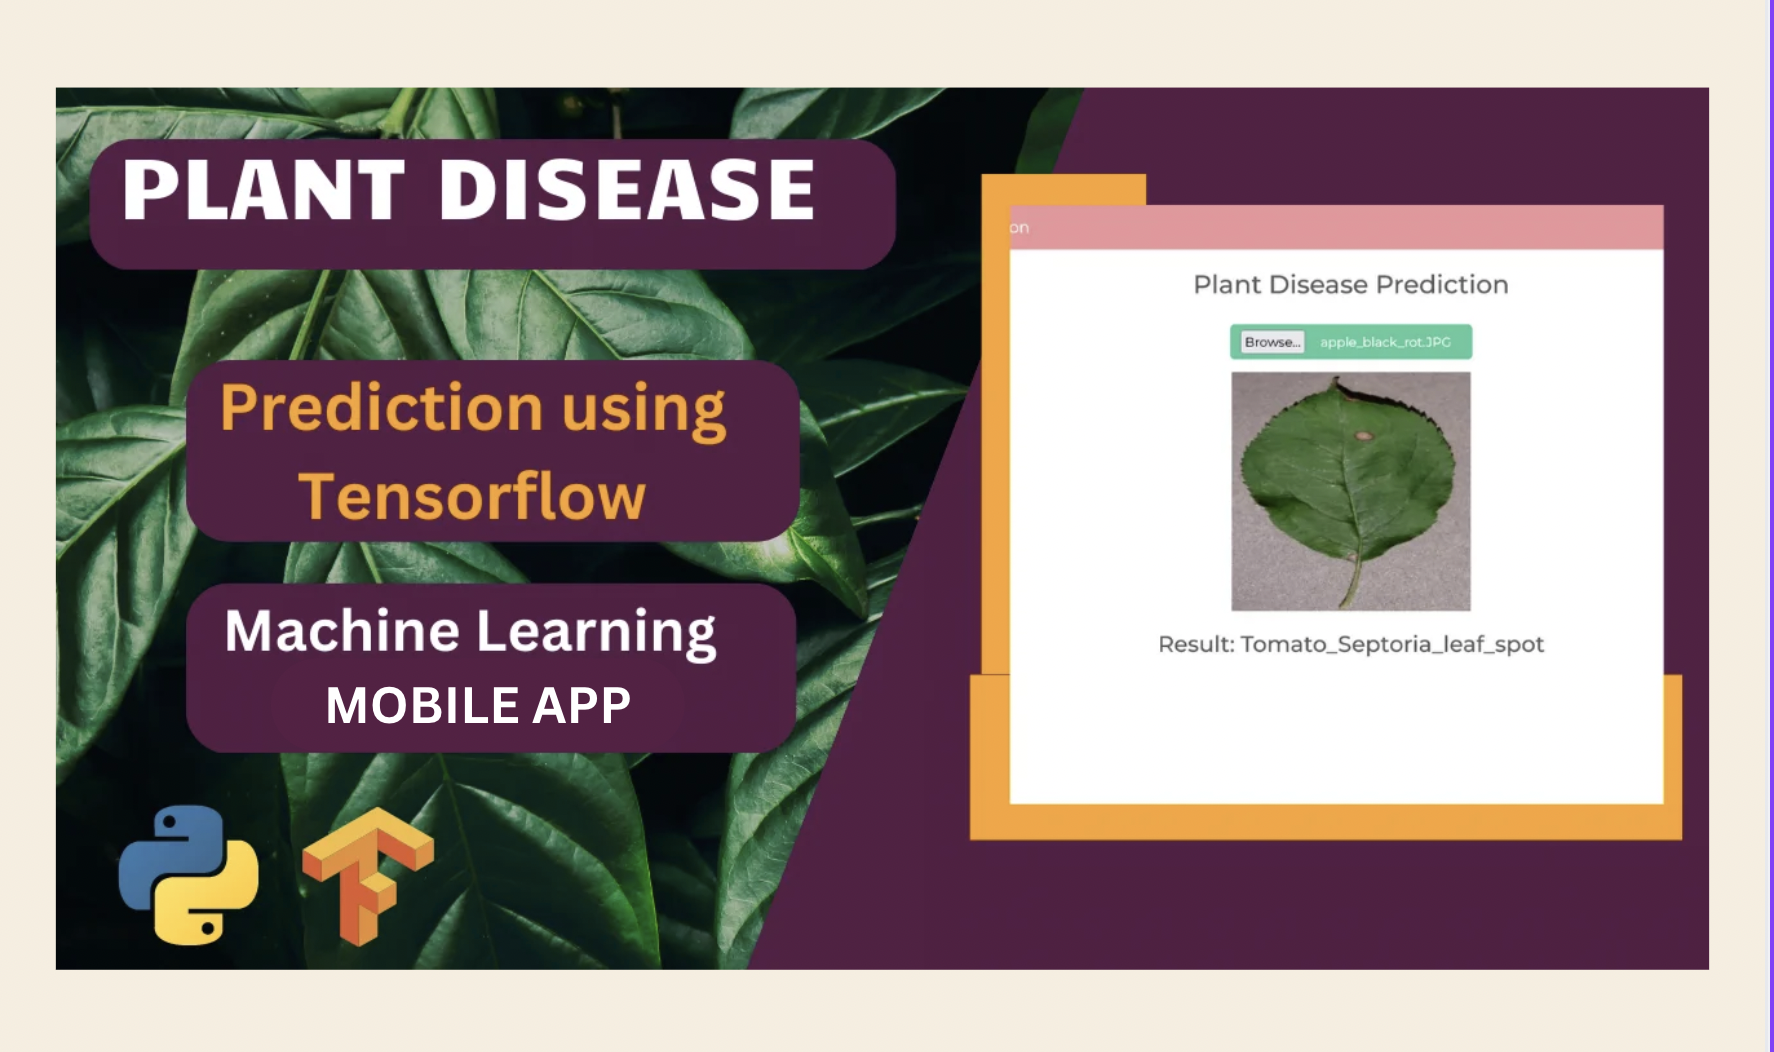 PLANT DISEASE
Prediction using
Tensorflow
Machine Learning
MOBILE APP
on
Plant Disease Prediction
Browse... apple_black_rot.JPG
Result: Tomato_Septoria_leaf_spot